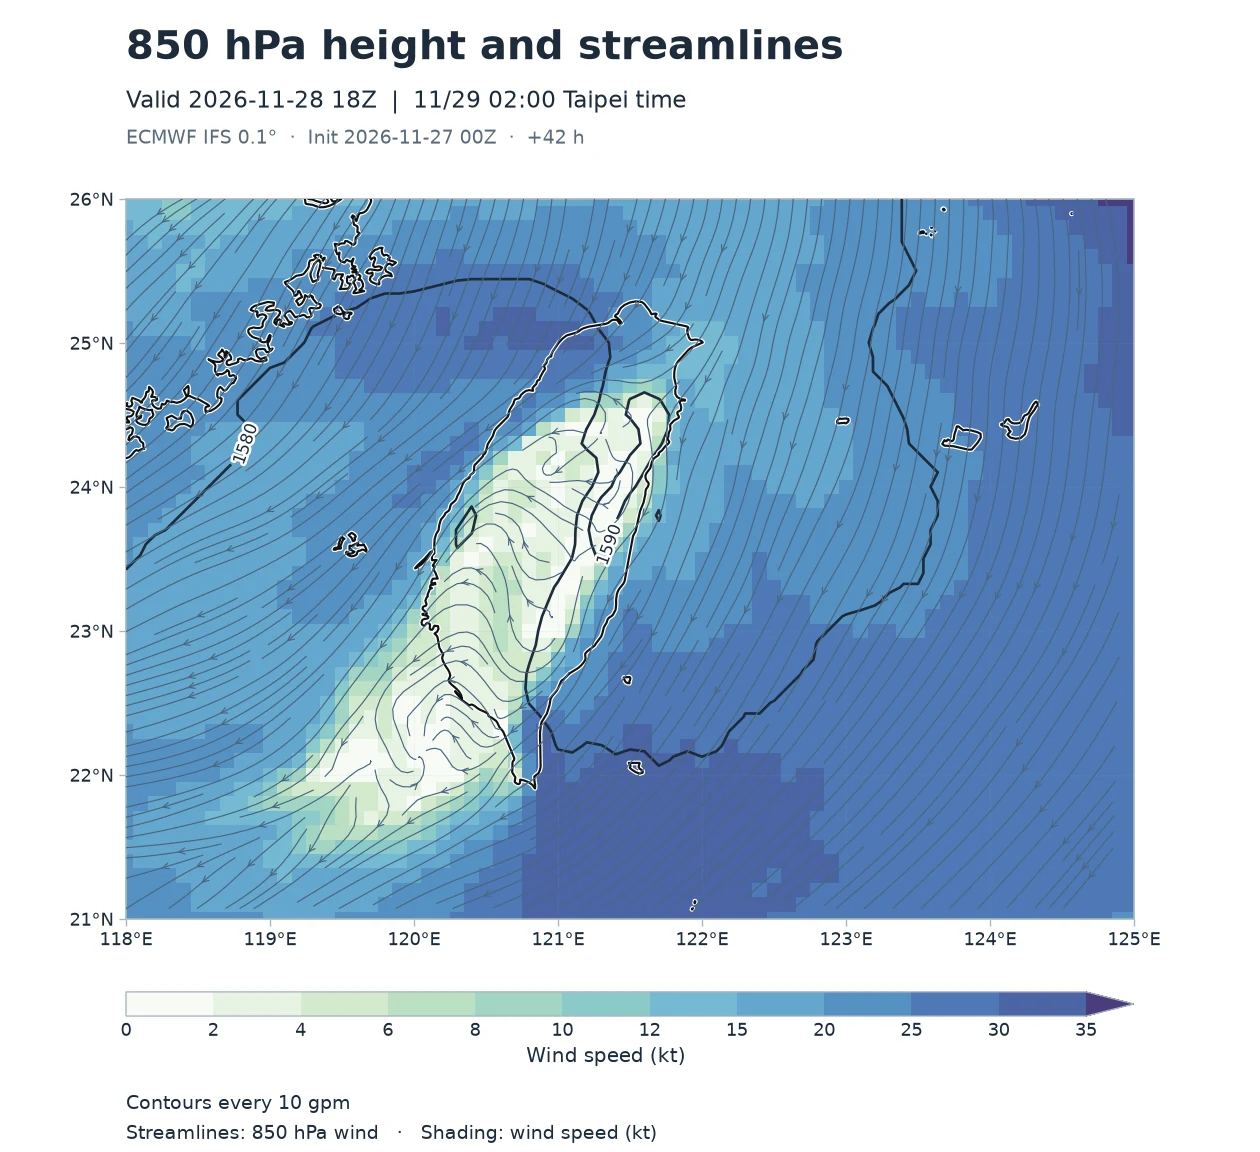 850 hPa height and streamlines
Valid 2026-11-28 18Z | 11/29 02:00 Taipei time
ECMWF IFS 0.1° · Init 2026-11-27 00Z · +42 h
26°N
25°N
24°N
23°N
22°N
21°N
1580
1590
118°E 119°E 120°E 121°E 122°E 123°E 124°E 125°E
0 2 4 6 8 10 12 15 20 25 30 35
Wind speed (kt)
Contours every 10 gpm
Streamlines: 850 hPa wind · Shading: wind speed (kt)